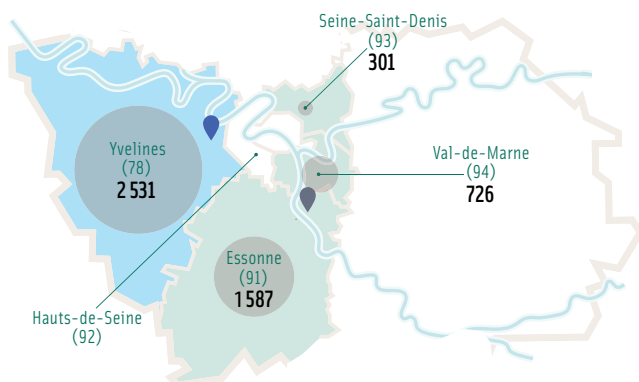 Seine-Saint-Denis
(93)
301
Yvelines
(78)
2 531
Val-de-Marne
(94)
726
Essonne
(91)
1 587
Hauts-de-Seine
(92)